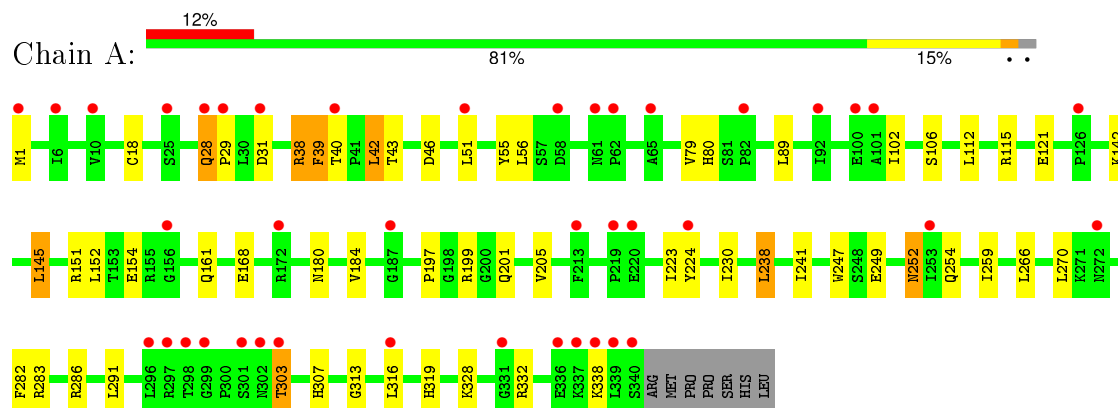 12%
Chain A:
81% 15% • •
M1 I6 V10 C18 S25 Q28 P29 L30 D31 R38 F39 T40 P41 L42 T43 D46 L51 Y55 L56 S57 D58 N61 P62 A65 V79 H80 S81 P82 L89 I92 E100 A101 I102 S106 L112 R115 E121 P126 K142
L145 R151 L152 T153 E154 R155 G156 Q161 E168 R172 N180 V184 G187 P197 G198 R199 G200 Q201 V205 F213 P219 E220 I223 Y224 I230 L238 I241 W247 S248 E249 N252 I253 Q254 I259 L266 L270 K271 N272
F282 R283 R286 L291 L296 R297 T298 G299 P300 S301 N302 T303 H307 G313 L316 H319 K328 G331 R332 E336 K337 K338 L339 S340 ARG MET PRO PRO SER HIS LEU